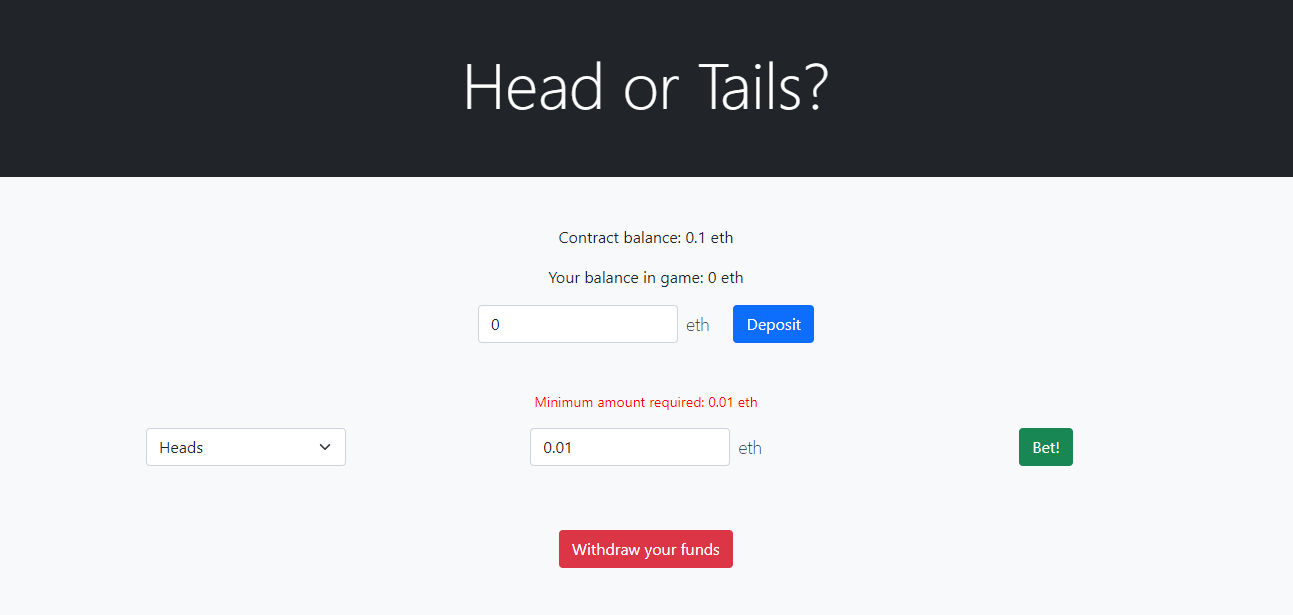 Head or Tails?
Contract balance: 0.1 eth
Your balance in game: 0 eth
0 eth Deposit
Minimum amount required: 0.01 eth
Heads 0.01 eth Bet!
Withdraw your funds